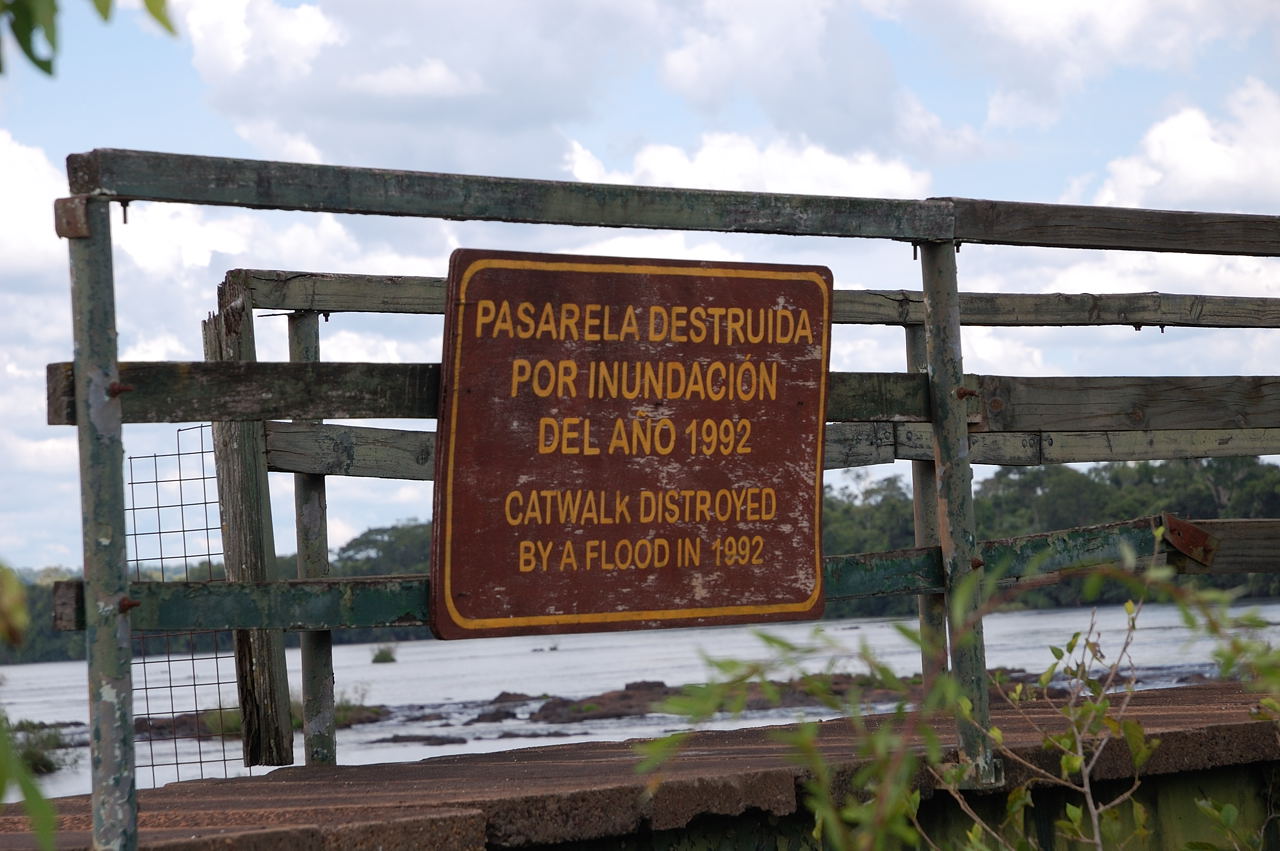 PASARELA DESTRUIDA
POR INUNDACIÓN
DEL AÑO 1992
CATWALK DISTROYED
BY A FLOOD IN 1992